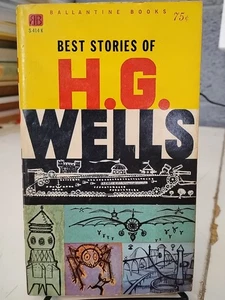 BALLANTINE BOOKS
75¢
BEST STORIES OF
H.G.
WELLS